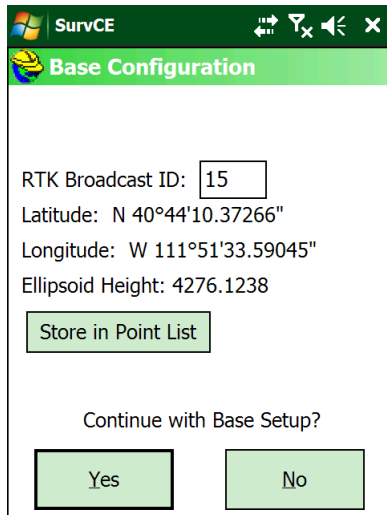 SurvCE
Base Configuration
RTK Broadcast ID: 15
Latitude: N 40°44'10.37266"
Longitude: W 111°51'33.59045"
Ellipsoid Height: 4276.1238
Store in Point List
Continue with Base Setup?
Yes No